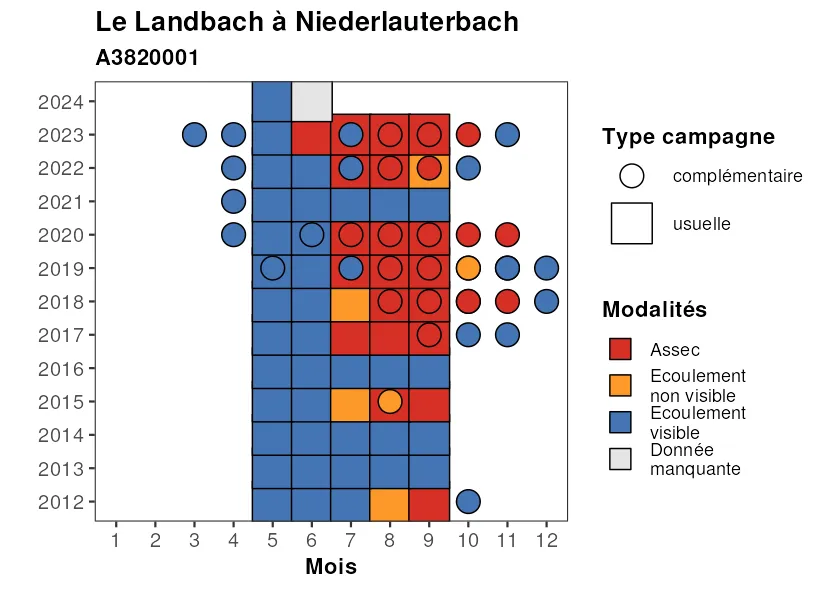 Le Landbach à Niederlauterbach
A3820001
2024
2023
2022
2021
2020
2019
2018
2017
2016
2015
2014
2013
2012
1 2 3 4 5 6 7 8 9 10 11 12
Mois
Type campagne
complémentaire
usuelle
Modalités
Assec
Ecoulement
non visible
Ecoulement
visible
Donnée
manquante